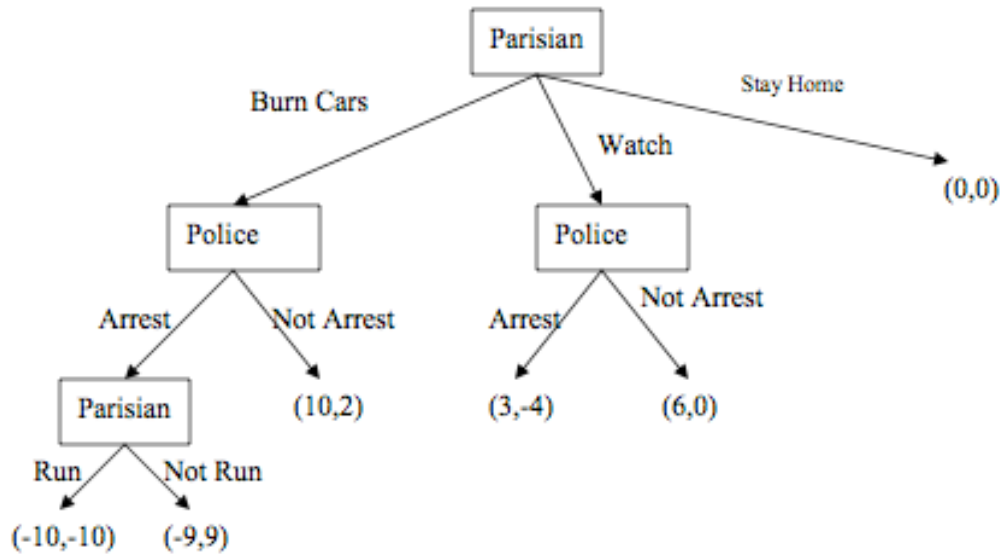 Parisian
Stay Home
Burn Cars
Watch
(0,0)
Police
Police
Arrest
Not Arrest
Arrest
Not Arrest
Parisian
(10,2)
(3,-4)
(6,0)
Run
Not Run
(-10,-10)
(-9,9)